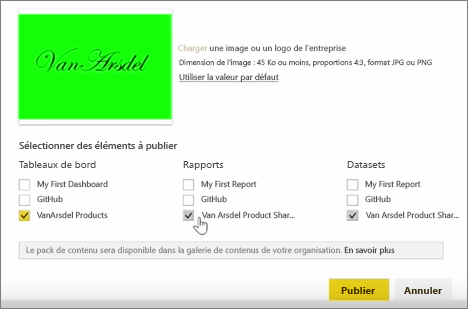 VanArsdel
Charger une image ou un logo de l'entreprise
Dimension de l'image : 45 Ko ou moins, proportions 4:3, format JPG ou PNG
Utiliser la valeur par défaut
Sélectionner des éléments à publier
Tableaux de bord Rapports Datasets
My First Dashboard My First Report My First Report
GitHub GitHub GitHub
VanArsdel Products Van Arsdel Product Shar... Van Arsdel Product Shar...
Le pack de contenu sera disponible dans la galerie de contenus de votre organisation. En savoir plus
Publier Annuler